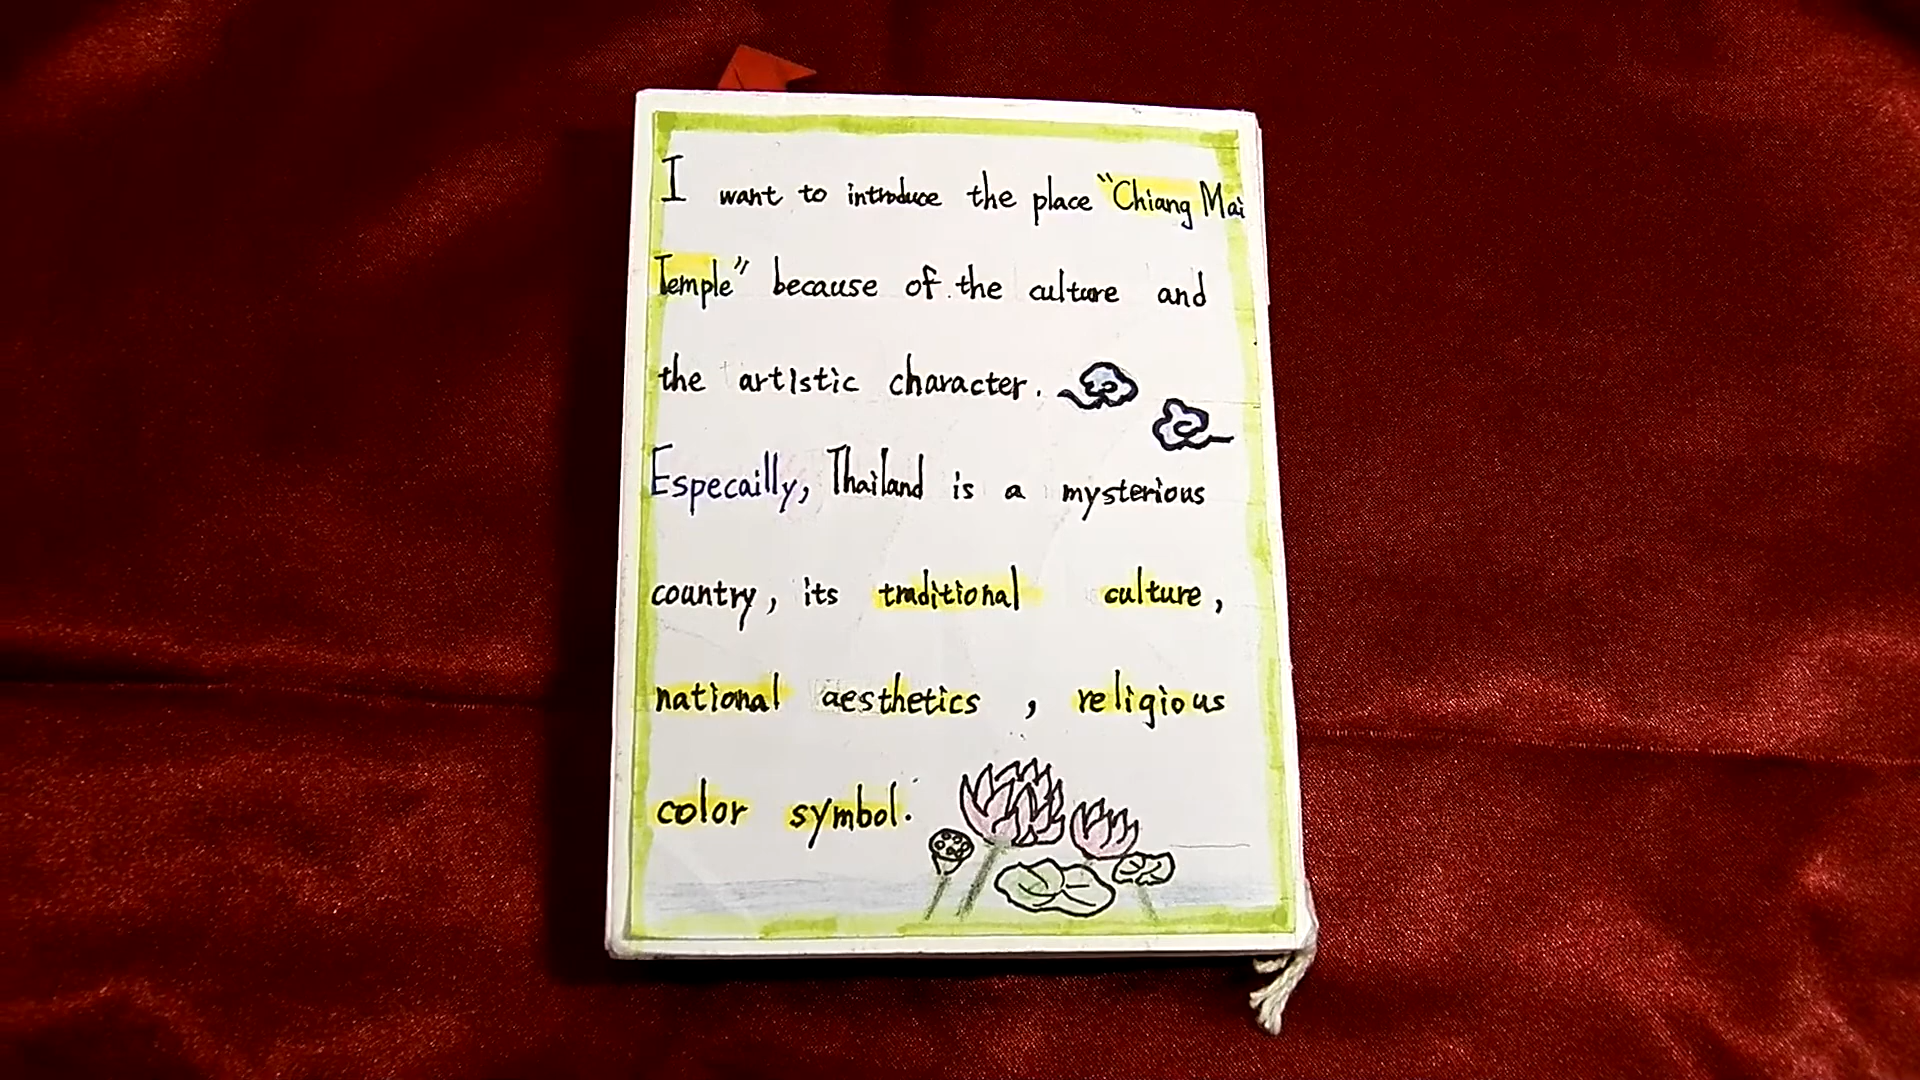 I want to introduce the place "Chiang Mai
Temple" because of the culture and
the artistic character.
Especailly, Thailand is a mysterious
country, its traditional culture,
national aesthetics, religious
color symbol.